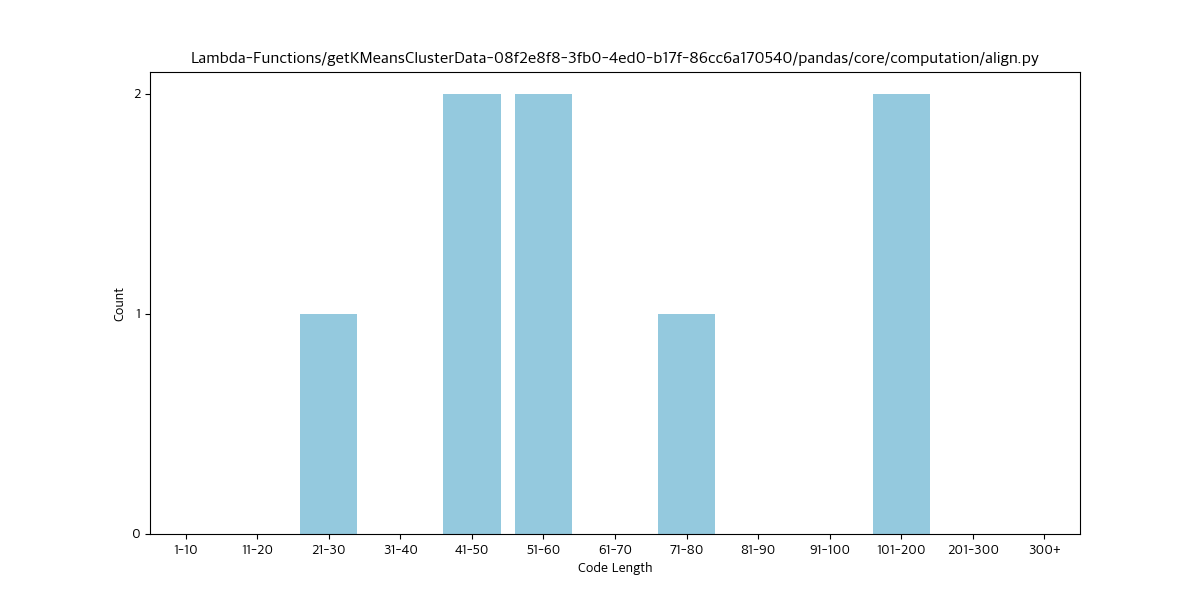 Lambda-Functions/getKMeansClusterData-08f2e8f8-3fb0-4ed0-b17f-86cc6a170540/pandas/core/computation/align.py
2
1
0
Count
1-10 11-20 21-30 31-40 41-50 51-60 61-70 71-80 81-90 91-100 101-200 201-300 300+
Code Length